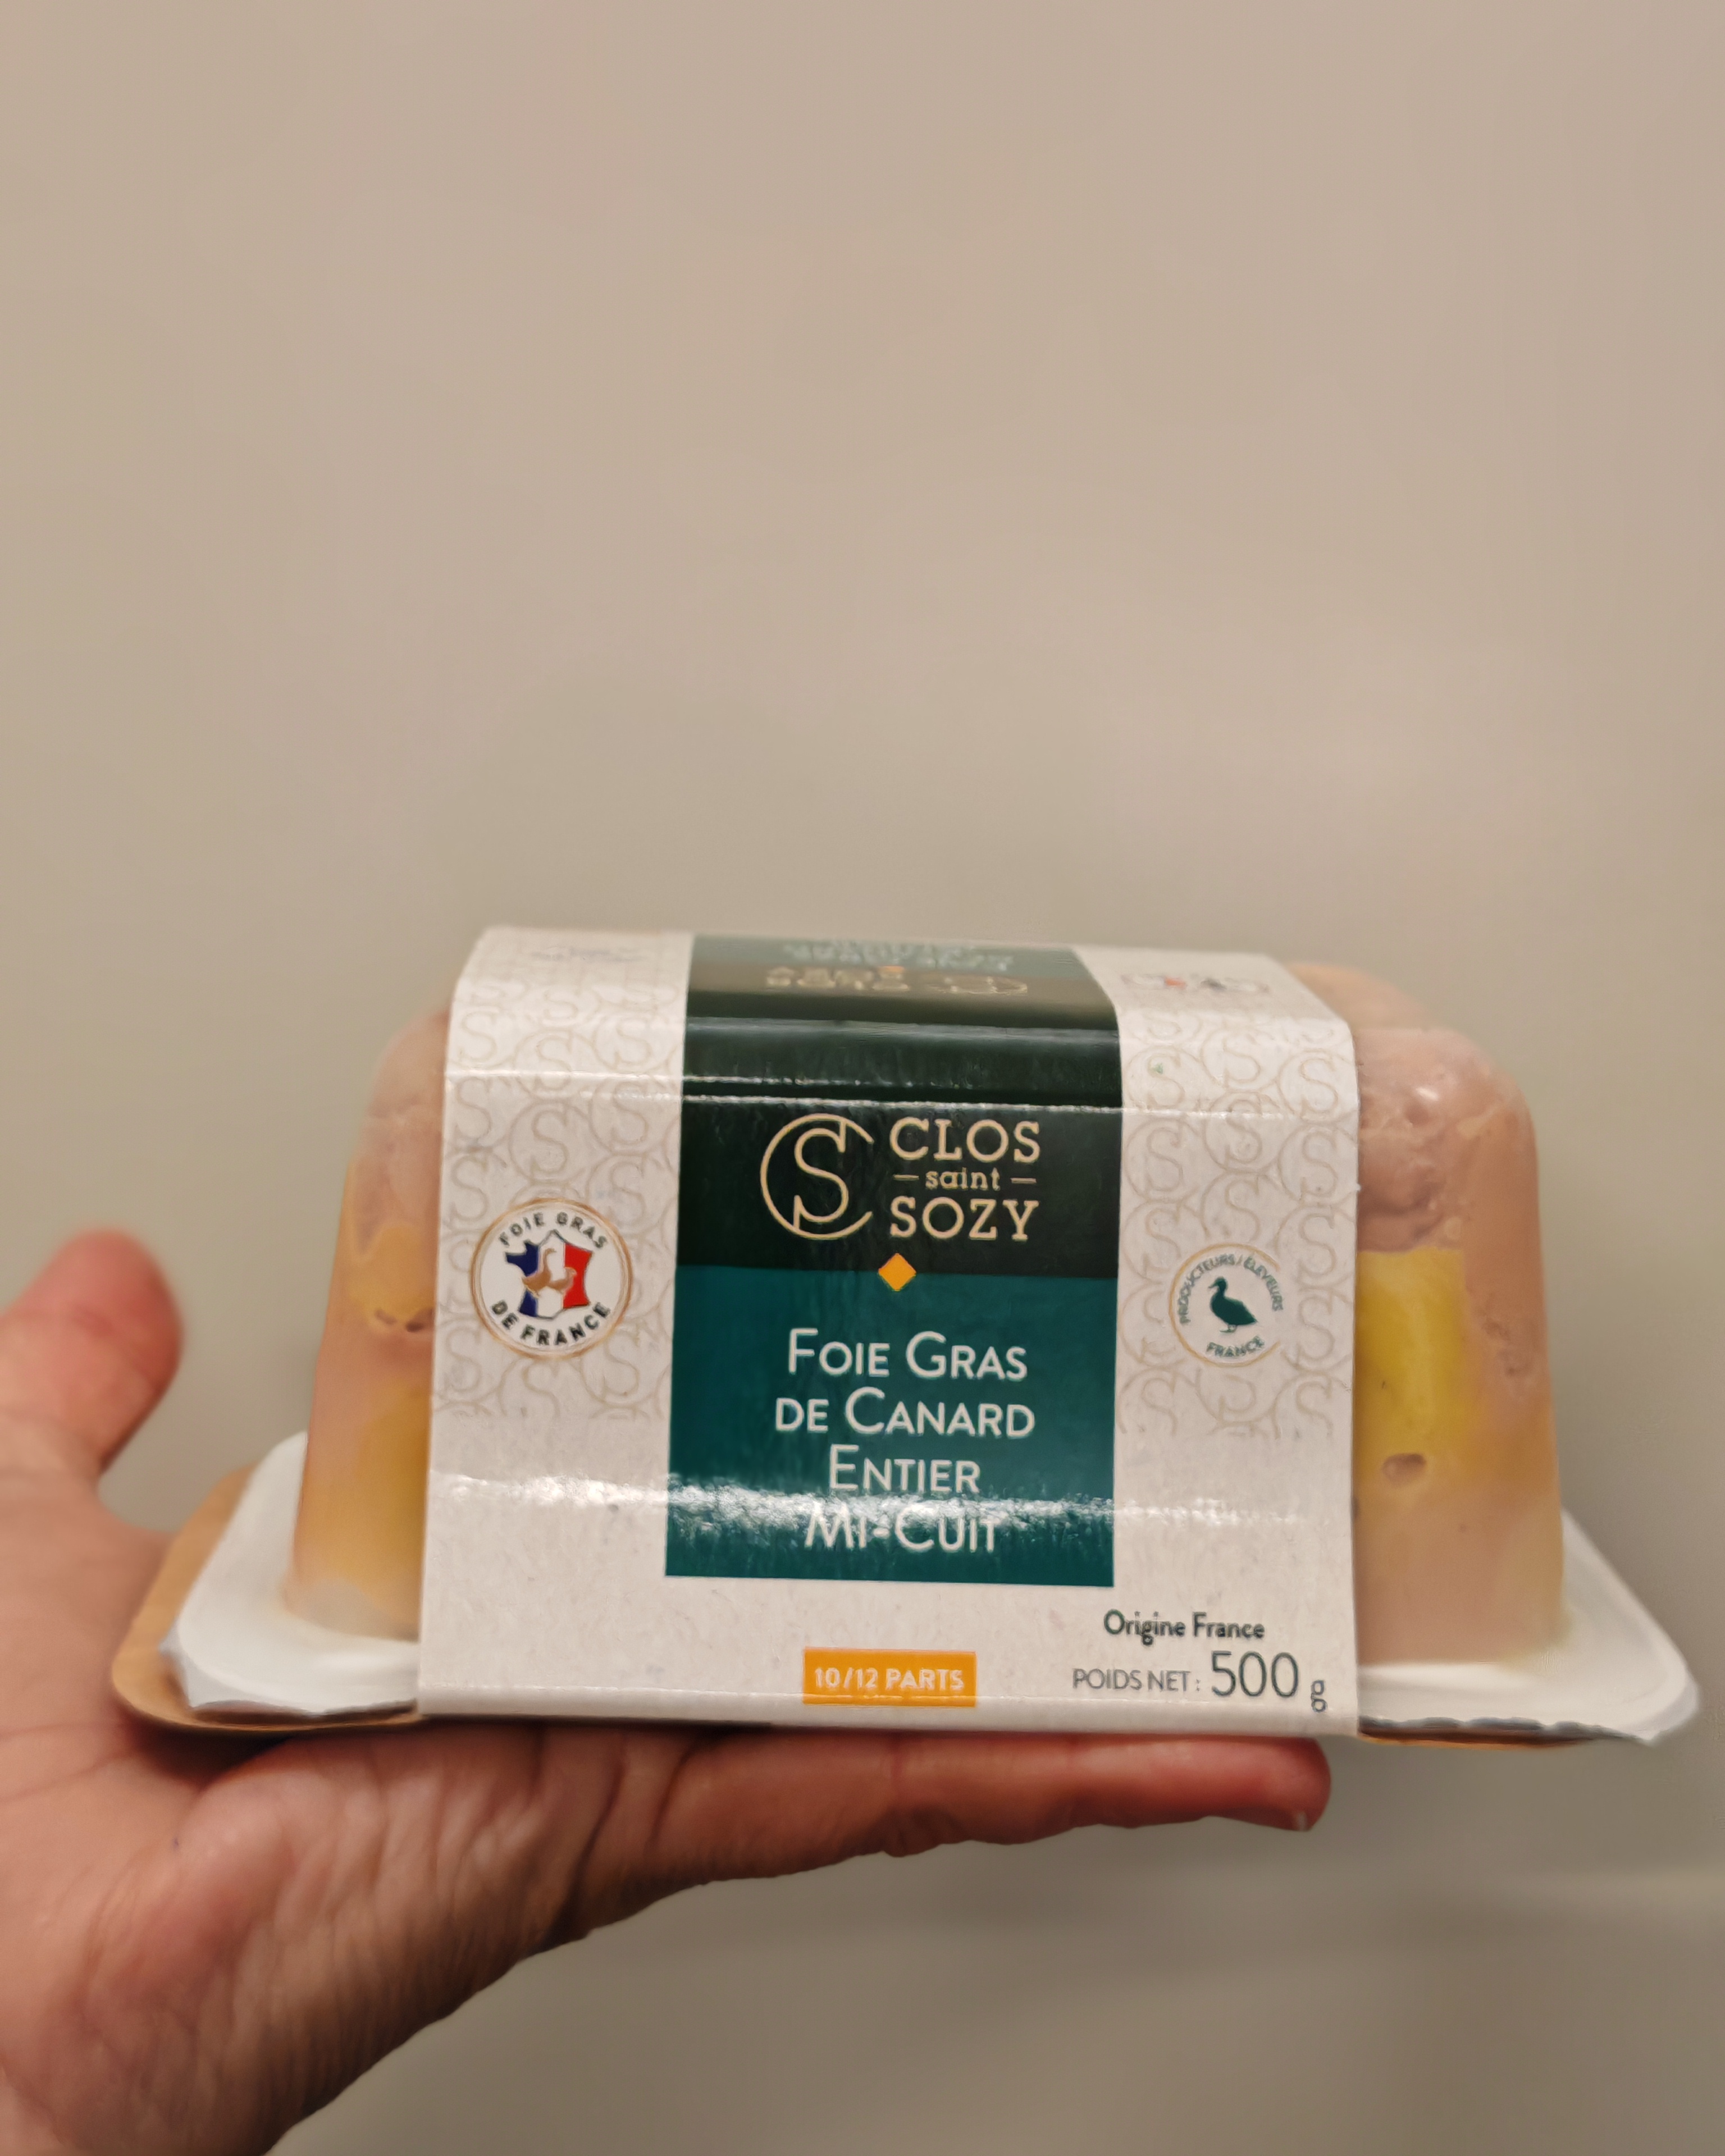 CLOS
saint
SOZY
FOIE GRAS
DE FRANCE
PRODUCTEURS / ÉLEVEURS
FRANCE
FOIE GRAS
DE CANARD
ENTIER
MI-CUIT
Origine France
10/12 PARTS
POIDS NET : 500 g